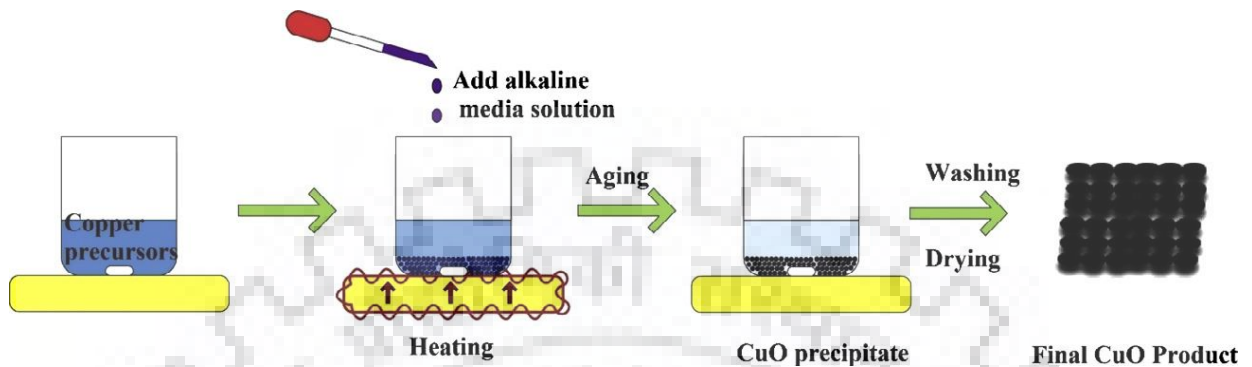 Add alkaline
media solution
Copper
precursors
Aging
Washing
Drying
Heating
CuO precipitate
Final CuO Product